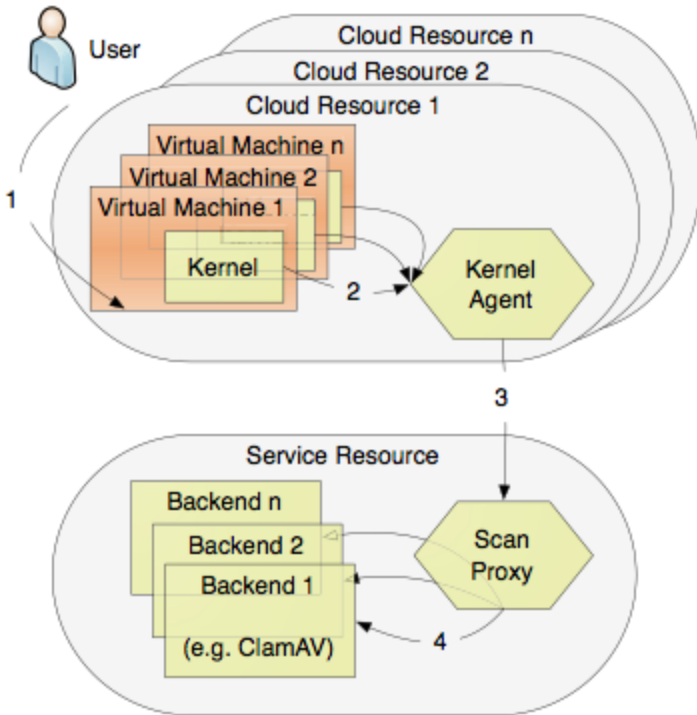 User
Cloud Resource n
Cloud Resource 2
Cloud Resource 1
Virtual Machine n
Virtual Machine 2
Virtual Machine 1
1
Kernel
2
Kernel
Agent
3
Service Resource
Backend n
Backend 2
Backend 1
(e.g. ClamAV)
Scan
Proxy
4